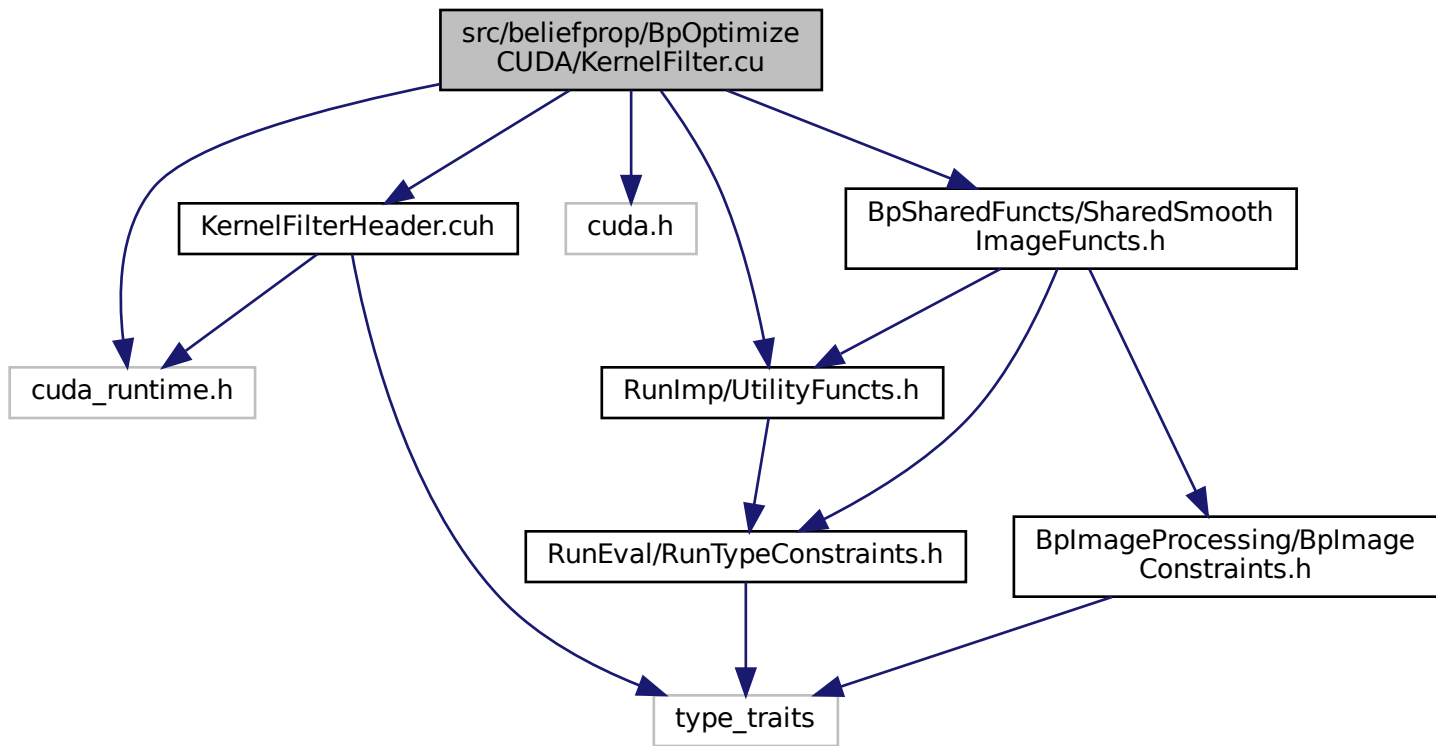 src/beliefprop/BpOptimize
CUDA/KernelFilter.cu
KernelFilterHeader.cuh
cuda.h
BpSharedFuncts/SharedSmooth
ImageFuncts.h
cuda_runtime.h
RunImp/UtilityFuncts.h
RunEval/RunTypeConstraints.h
BpImageProcessing/BpImage
Constraints.h
type_traits